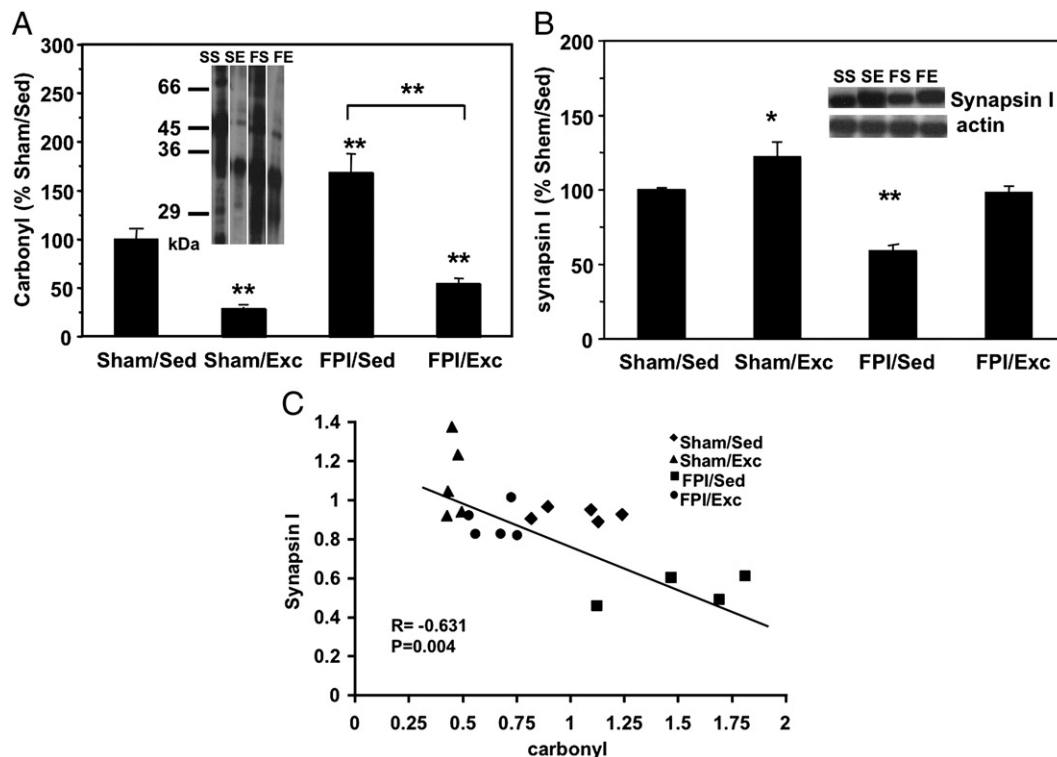 A
Carbonyl (% Sham/Sed)
300
250
200
150
100
50
0
SS SE FS FE
66
45
36
29
kDa
**
**
**
**
Sham/Sed Sham/Exc FPI/Sed FPI/Exc
B
synapsin I (% Shem/Sed)
200
150
100
50
0
SS SE FS FE
Synapsin I
actin
*
**
Sham/Sed Sham/Exc FPI/Sed FPI/Exc
C
Synapsin I
1.4
1.2
1
0.8
0.6
0.4
0.2
0
Sham/Sed
Sham/Exc
FPI/Sed
FPI/Exc
R= -0.631
P=0.004
0 0.25 0.5 0.75 1 1.25 1.5 1.75 2
carbonyl